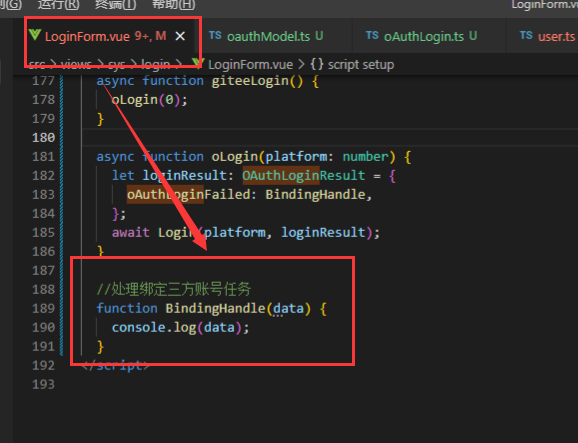 运行(R) 终端(T) 帮助(H) LoginForm.vue
LoginForm.vue 9+, M × TS oauthModel.ts U TS oAuthLogin.ts U TS user.ts
src > views > sys > login > LoginForm.vue > {} script setup
177 async function giteeLogin() {
178 oLogin(0);
179 }
180
181 async function oLogin(platform: number) {
182 let loginResult: OAuthLoginResult = {
183 oAuthLoginFailed: BindingHandle,
184 };
185 await Login(platform, loginResult);
186 }
187
188 //处理绑定三方账号任务
189 function BindingHandle(data) {
190 console.log(data);
191 }
192 </script>
193